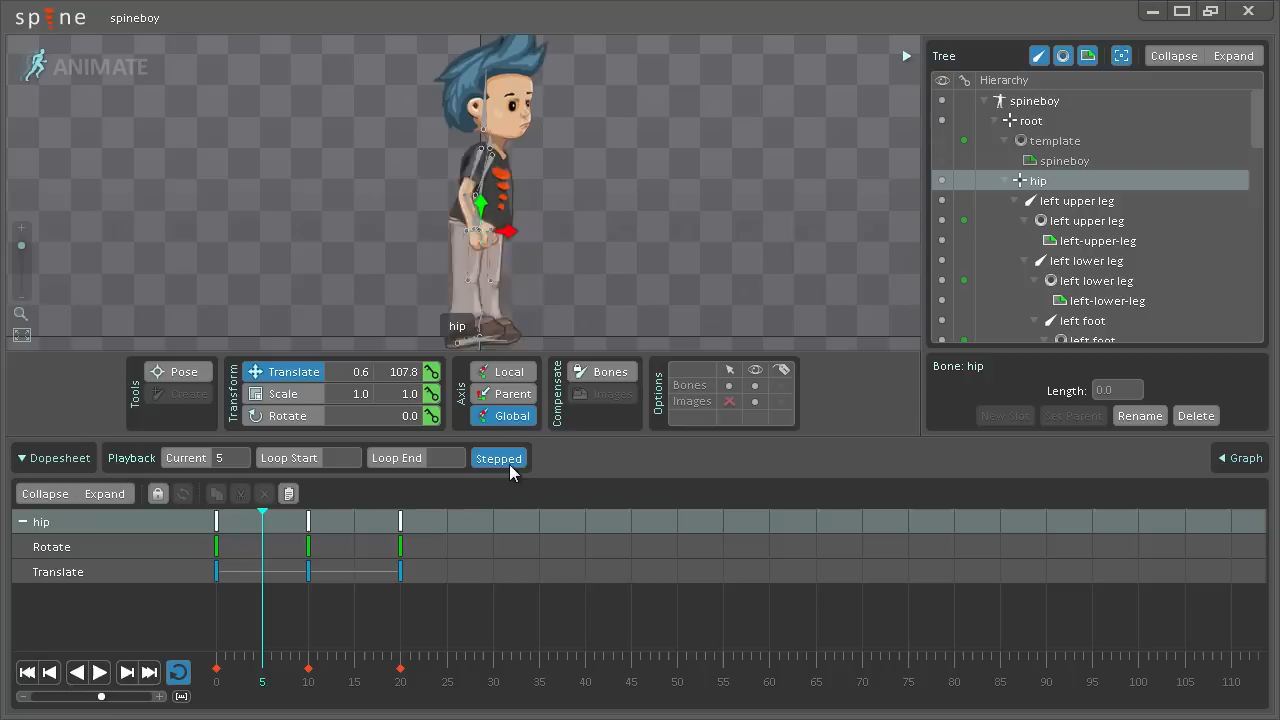 spine spineboy
ANIMATE
Tree Collapse Expand
Hierarchy
spineboy
root
template
spineboy
hip
left upper leg
left upper leg
left-upper-leg
left lower leg
left lower leg
left-lower-leg
left foot
left foot
hip
Tools Pose Create
Transform Translate 0.6 107.8
Scale 1.0 1.0
Rotate 0.0
Axis Local Parent Global
Compensate Bones Images
Options Bones Images
Bone: hip
Length: 0.0
New Slot Set Parent Rename Delete
Dopesheet Playback Current 5 Loop Start Loop End Stepped Graph
Collapse Expand
hip
Rotate
Translate
0 5 10 15 20 25 30 35 40 45 50 55 60 65 70 75 80 85 90 95 100 105 110